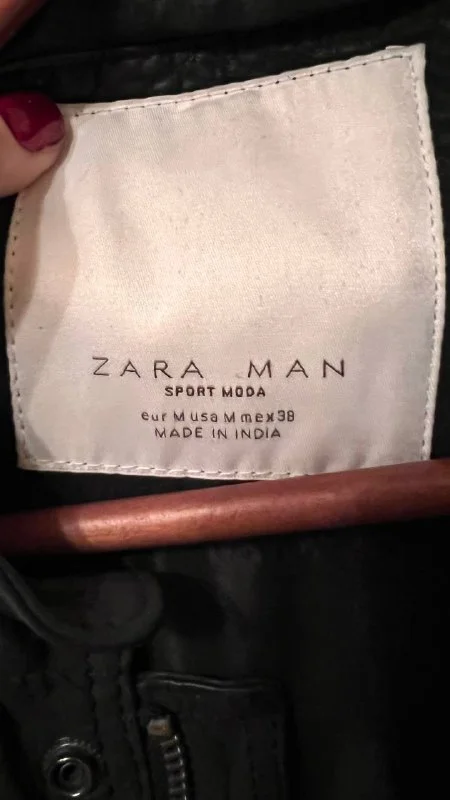 ZARA MAN
SPORT MODA
eur M usa M mex 38
MADE IN INDIA